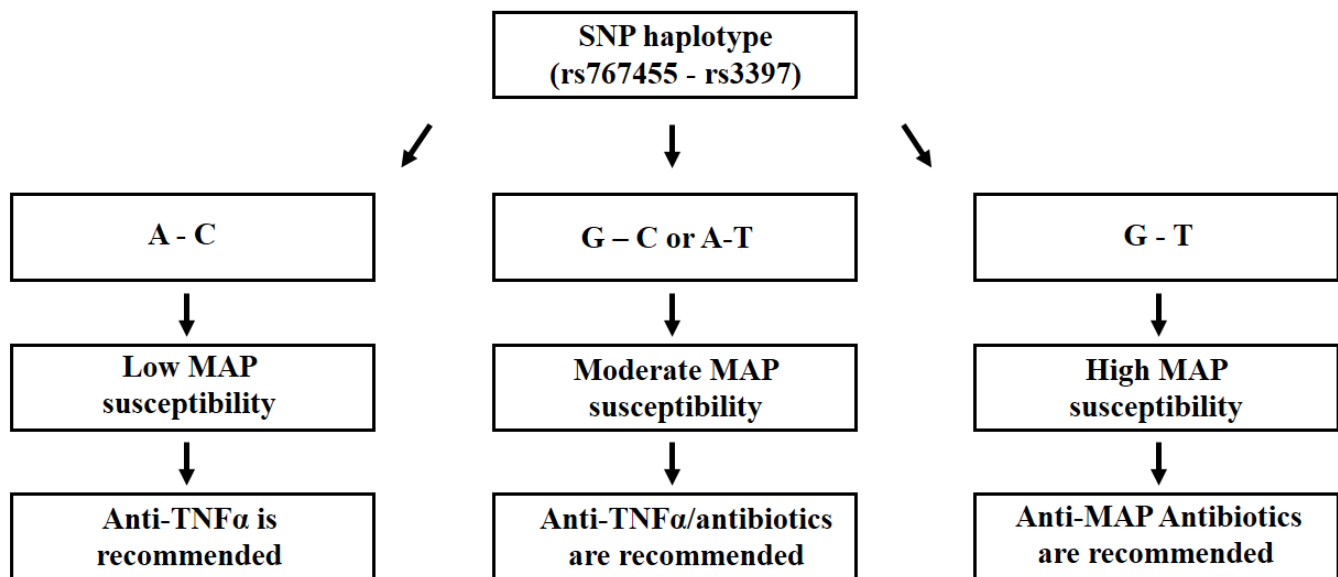 SNP haplotype
(rs767455 - rs3397)
A - C
G – C or A-T
G - T
Low MAP
susceptibility
Moderate MAP
susceptibility
High MAP
susceptibility
Anti-TNFα is
recommended
Anti-TNFα/antibiotics
are recommended
Anti-MAP Antibiotics
are recommended